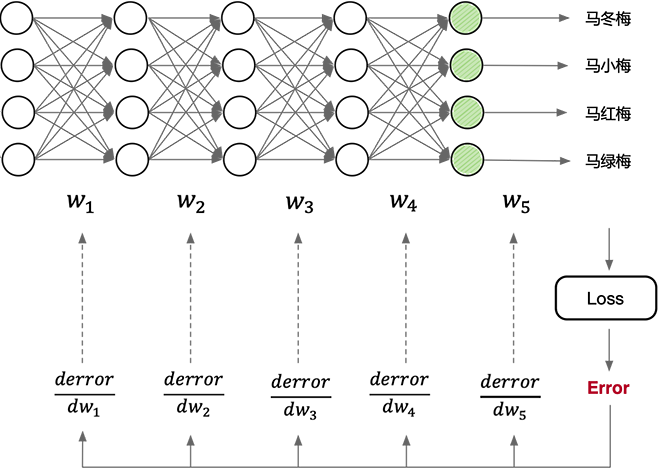 马冬梅
马小梅
马红梅
马绿梅
w₁ w₂ w₃ w₄ w₅
Loss
derror/dw₁ derror/dw₂ derror/dw₃ derror/dw₄ derror/dw₅
Error